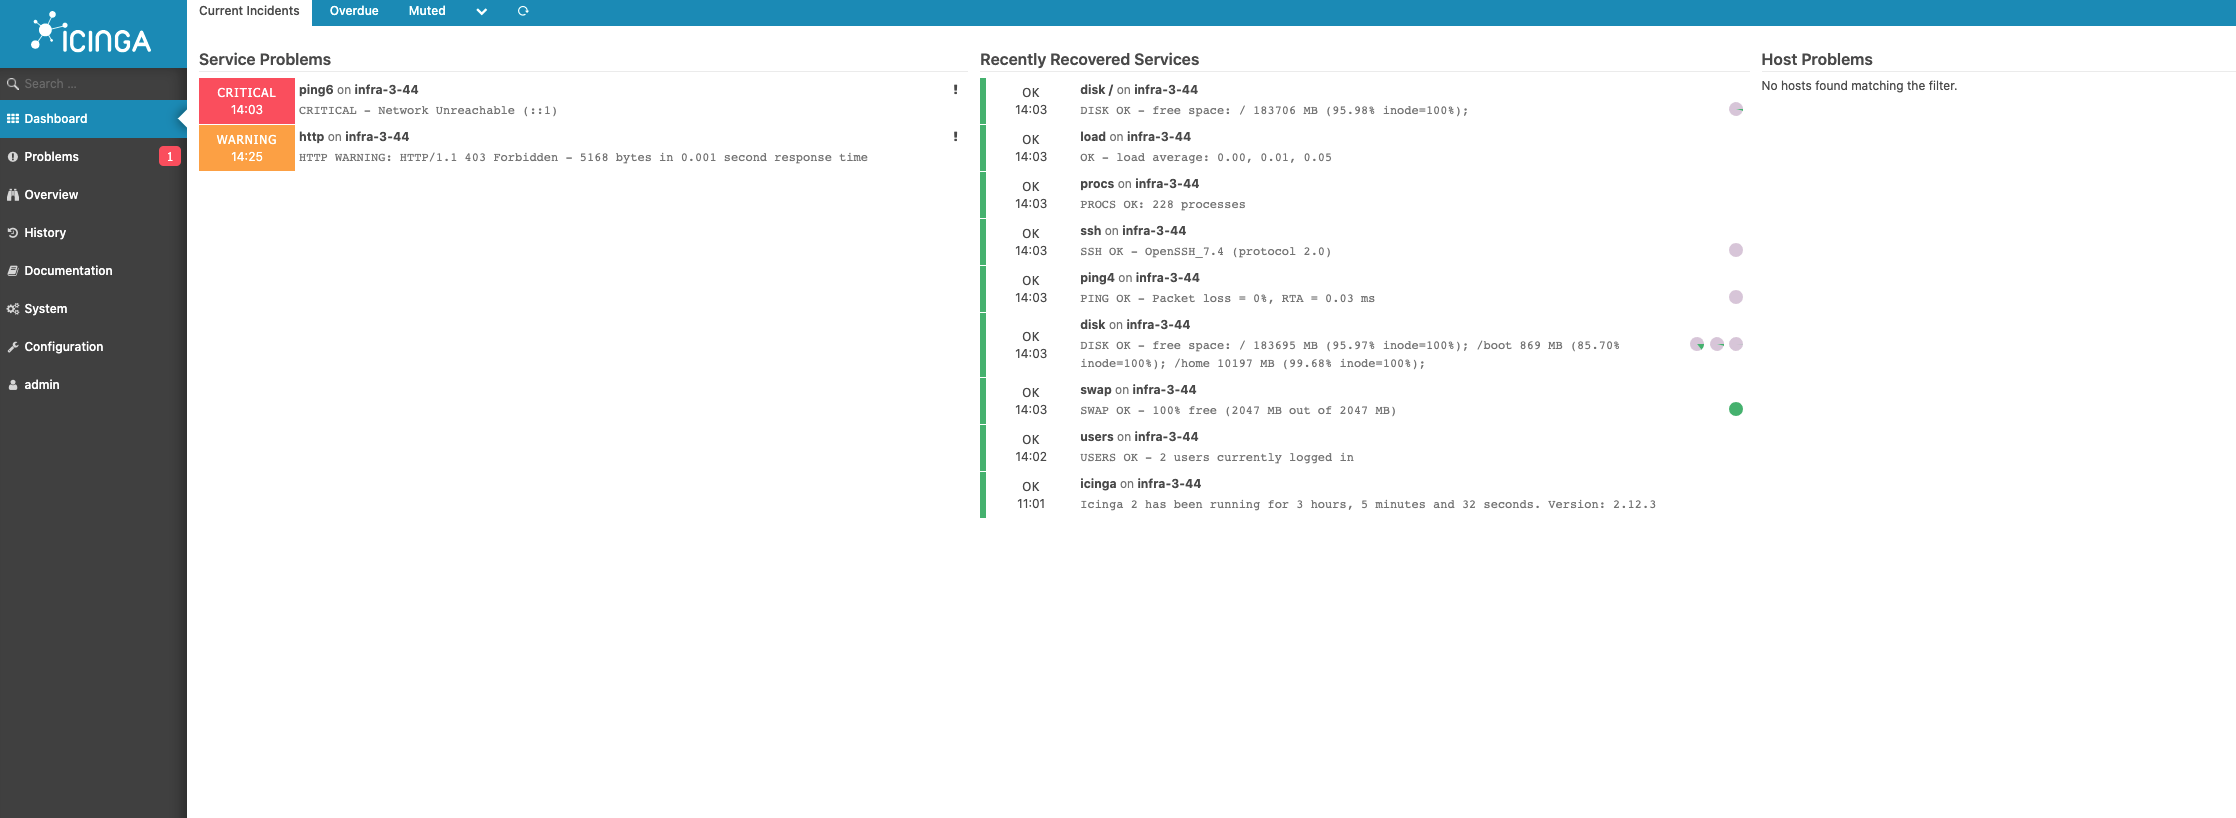 ICINGA
Search ...
Dashboard
Problems 1
Overview
History
Documentation
System
Configuration
admin
Current Incidents Overdue Muted
Service Problems
CRITICAL
14:03
ping6 on infra-3-44 !
CRITICAL - Network Unreachable (::1)
WARNING
14:25
http on infra-3-44 !
HTTP WARNING: HTTP/1.1 403 Forbidden - 5168 bytes in 0.001 second response time
Recently Recovered Services
OK
14:03
disk / on infra-3-44
DISK OK - free space: / 183706 MB (95.98% inode=100%);
OK
14:03
load on infra-3-44
OK - load average: 0.00, 0.01, 0.05
OK
14:03
procs on infra-3-44
PROCS OK: 228 processes
OK
14:03
ssh on infra-3-44
SSH OK - OpenSSH_7.4 (protocol 2.0)
OK
14:03
ping4 on infra-3-44
PING OK - Packet loss = 0%, RTA = 0.03 ms
OK
14:03
disk on infra-3-44
DISK OK - free space: / 183695 MB (95.97% inode=100%); /boot 869 MB (85.70%
inode=100%); /home 10197 MB (99.68% inode=100%);
OK
14:03
swap on infra-3-44
SWAP OK - 100% free (2047 MB out of 2047 MB)
OK
14:02
users on infra-3-44
USERS OK - 2 users currently logged in
OK
11:01
icinga on infra-3-44
Icinga 2 has been running for 3 hours, 5 minutes and 32 seconds. Version: 2.12.3
Host Problems
No hosts found matching the filter.